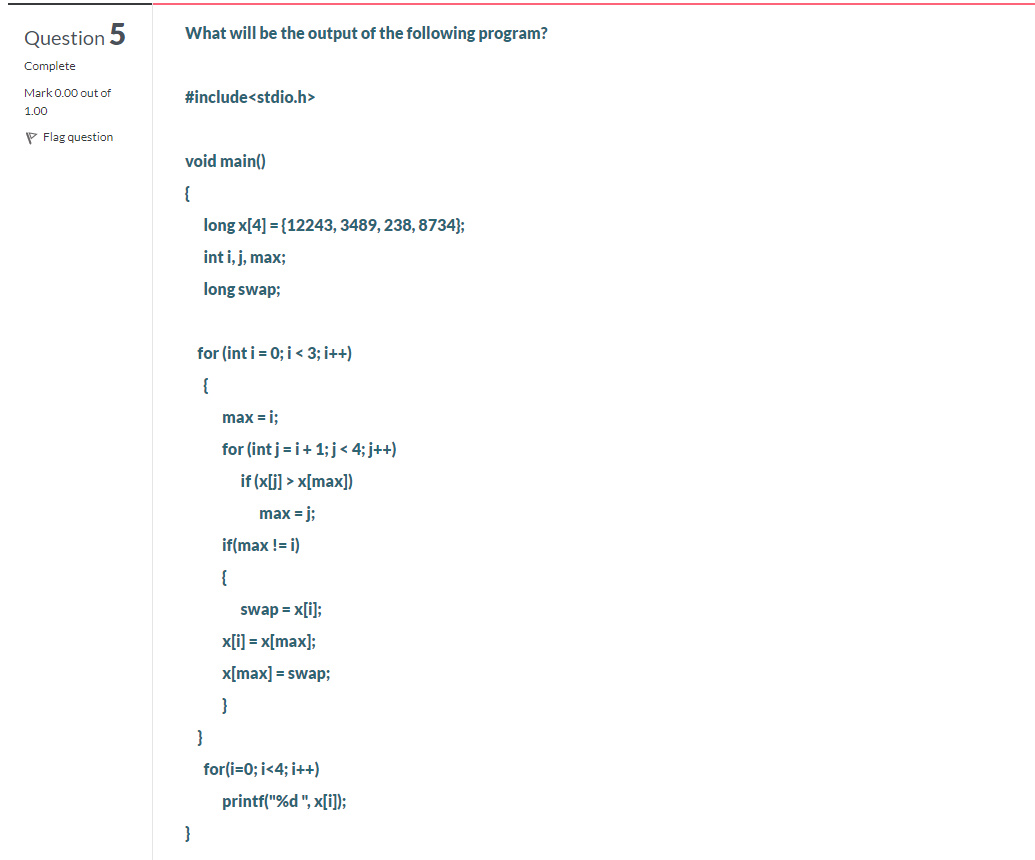 Question 5
Complete
Mark 0.00 out of
1.00
Flag question
What will be the output of the following program?
#include<stdio.h>
void main()
{
long x[4] = {12243, 3489, 238, 8734};
int i, j, max;
long swap;
for (int i = 0; i < 3; i++)
{
max = i;
for (int j = i + 1; j < 4; j++)
if (x[j] > x[max])
max = j;
if(max != i)
{
swap = x[i];
x[i] = x[max];
x[max] = swap;
}
}
for(i=0; i<4; i++)
printf("%d ", x[i]);
}